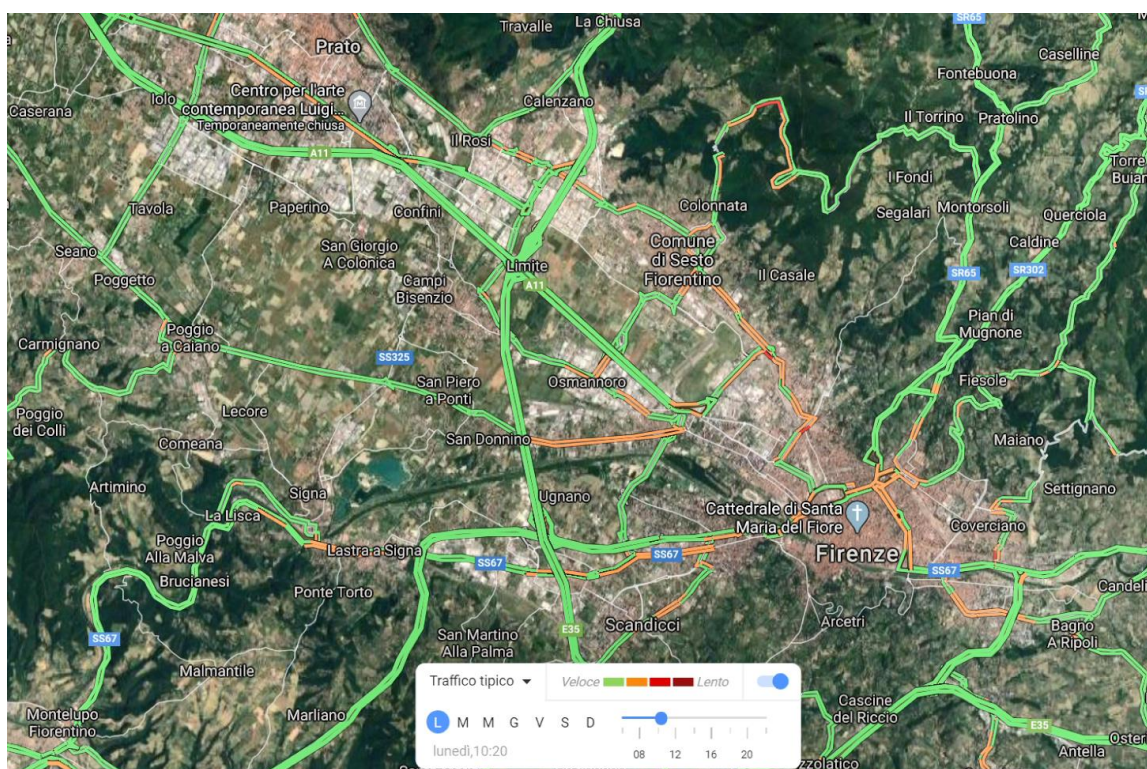 La Chiusa
SR65
Travalle
Caselline
Prato
Fontebuona
Centro per l'arte
contemporanea Luigi...
Temporaneamente chiusa
Iolo
Caserana
Calenzano
Il Torrino
Pratolino
Il Rosi
A11
Torre
I Fondi
Tavola
Paperino
Confini
Colonnata
Segalari
Montorsoli
Querciola
Seano
San Giorgio
A Colonica
Comune
di Sesto
Fiorentino
Caldine
Poggetto
Limite
Il Casale
SR65
SR302
Campi
Bisenzio
A11
Pian di
Mugnone
Poggio
a Caiano
Carmignano
SS325
Osmannoro
San Piero
a Ponti
Fiesole
Poggio
dei Colli
Lecore
Comeana
San Donnino
Maiano
Artimino
Signa
Settignano
Ugnano
La Lisca
Cattedrale di Santa
Maria del Fiore
Coverciano
Poggio
Alla Malva
Lastra a Signa
SS67
SS67
Firenze
SS67
Brucianesi
Ponte Torto
Arcetri
Scandicci
E35
Bagno
A Ripoli
SS67
San Martino
Alla Palma
Malmantile
Montelupo
Fiorentino
Marliano
Cascine
del Riccio
E35
Antella
Traffico tipico
Veloce
Lento
L M M G V S D
08 12 16 20
lunedì,10:20